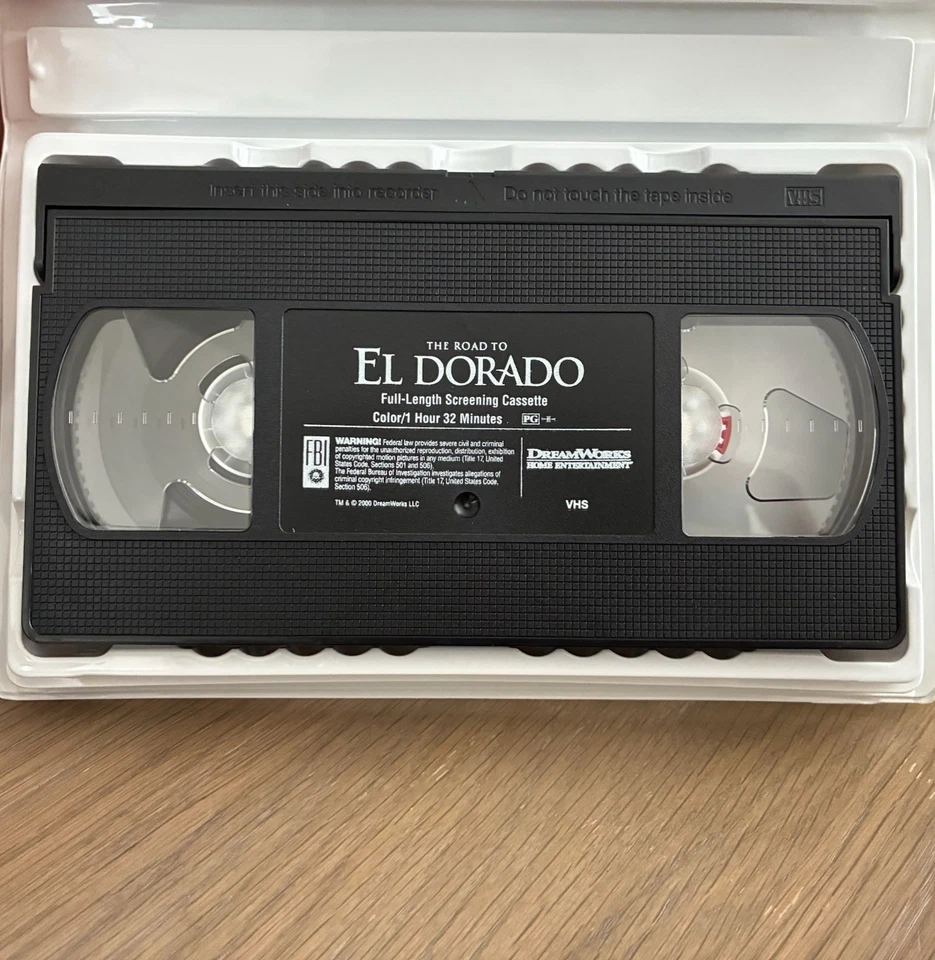 Insert this side into recorder
Do not touch the tape inside
VHS
THE ROAD TO
EL DORADO
Full-Length Screening Cassette
Color/1 Hour 32 Minutes PG
FBI
WARNING! Federal law provides severe civil and criminal
penalties for the unauthorized reproduction, distribution, exhibition
of copyrighted motion pictures in any medium (Title 17, United
States Code, Sections 501 and 506).
The Federal Bureau of Investigation investigates allegations of
criminal copyright infringement (Title 17, United States Code,
Section 506).
DREAMWORKS
HOME ENTERTAINMENT
TM & © 2000 DreamWorks LLC
VHS